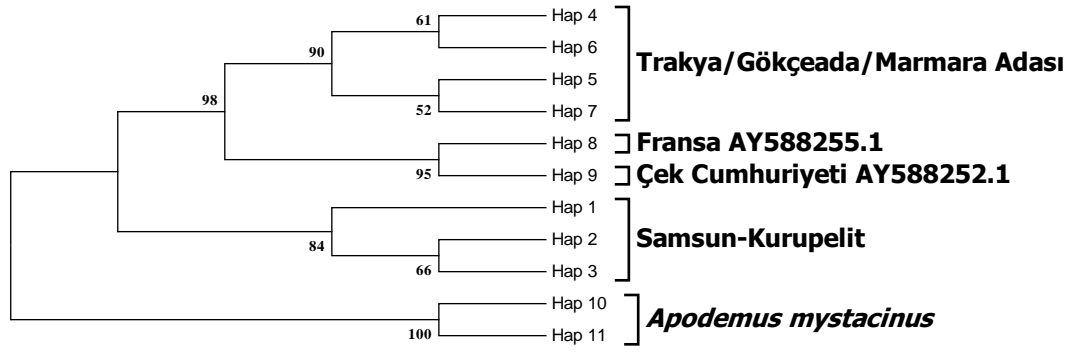 61
Hap 4
Hap 6
90
Hap 5
52
Hap 7
Trakya/Gökçeada/Marmara Adası
98
Hap 8
Fransa AY588255.1
95
Hap 9
Çek Cumhuriyeti AY588252.1
Hap 1
84
Hap 2
66
Hap 3
Samsun-Kurupelit
Hap 10
100
Hap 11
Apodemus mystacinus